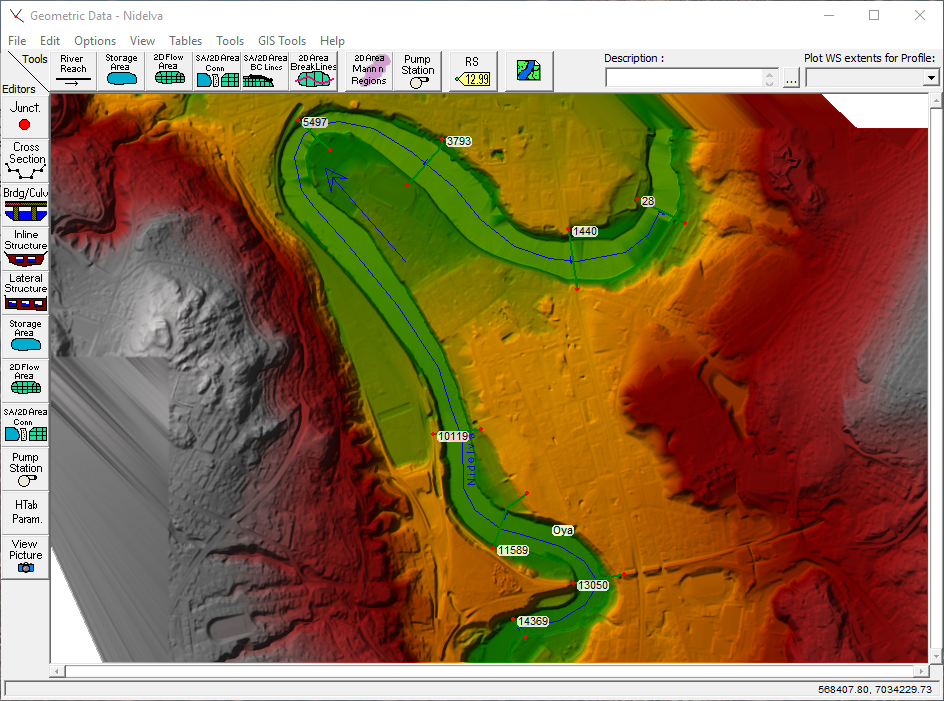 Geometric Data - Nidelva
File Edit Options View Tables Tools GIS Tools Help
Tools
Editors
River
Reach
Storage
Area
2D Flow
Area
SA/2D Area
Conn
SA/2D Area
BC Lines
2D Area
BreakLines
2D Area
Mann n
Regions
Pump
Station
RS
12.99
Description :
...
Plot WS extents for Profile:
Junct.
Cross
Section
Brdg/Culv
Inline
Structure
Lateral
Structure
Storage
Area
2D Flow
Area
SA/2D Area
Conn
Pump
Station
HTab
Param.
View
Picture
5497
3793
28
1440
10119
Nidelva
Oya
11589
13050
14369
568407.80, 7034229.73